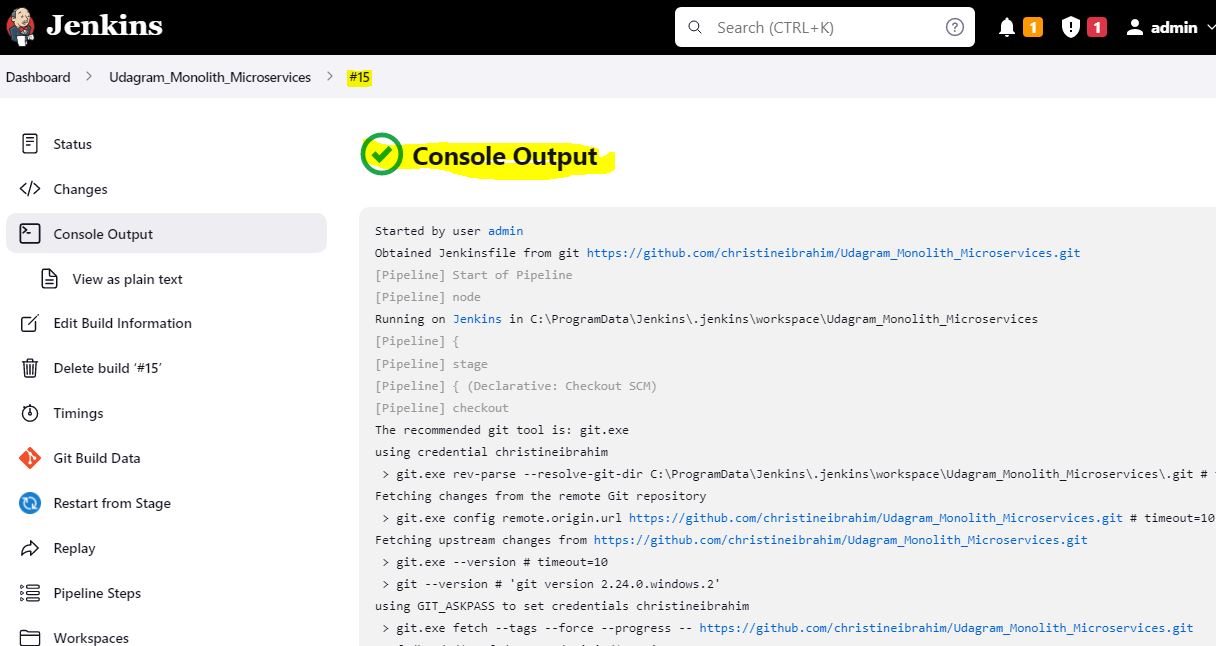 Jenkins
Search (CTRL+K)
?
1
!
1
admin
Dashboard > Udagram_Monolith_Microservices > #15
Status
Changes
Console Output
View as plain text
Edit Build Information
Delete build ‘#15’
Timings
Git Build Data
Restart from Stage
Replay
Pipeline Steps
Workspaces
Console Output
Started by user admin
Obtained Jenkinsfile from git https://github.com/christineibrahim/Udagram_Monolith_Microservices.git
[Pipeline] Start of Pipeline
[Pipeline] node
Running on Jenkins in C:\ProgramData\Jenkins\.jenkins\workspace\Udagram_Monolith_Microservices
[Pipeline] {
[Pipeline] stage
[Pipeline] { (Declarative: Checkout SCM)
[Pipeline] checkout
The recommended git tool is: git.exe
using credential christineibrahim
> git.exe rev-parse --resolve-git-dir C:\ProgramData\Jenkins\.jenkins\workspace\Udagram_Monolith_Microservices\.git #
Fetching changes from the remote Git repository
> git.exe config remote.origin.url https://github.com/christineibrahim/Udagram_Monolith_Microservices.git # timeout=10
Fetching upstream changes from https://github.com/christineibrahim/Udagram_Monolith_Microservices.git
> git.exe --version # timeout=10
> git --version # 'git version 2.24.0.windows.2'
using GIT_ASKPASS to set credentials christineibrahim
> git.exe fetch --tags --force --progress -- https://github.com/christineibrahim/Udagram_Monolith_Microservices.git